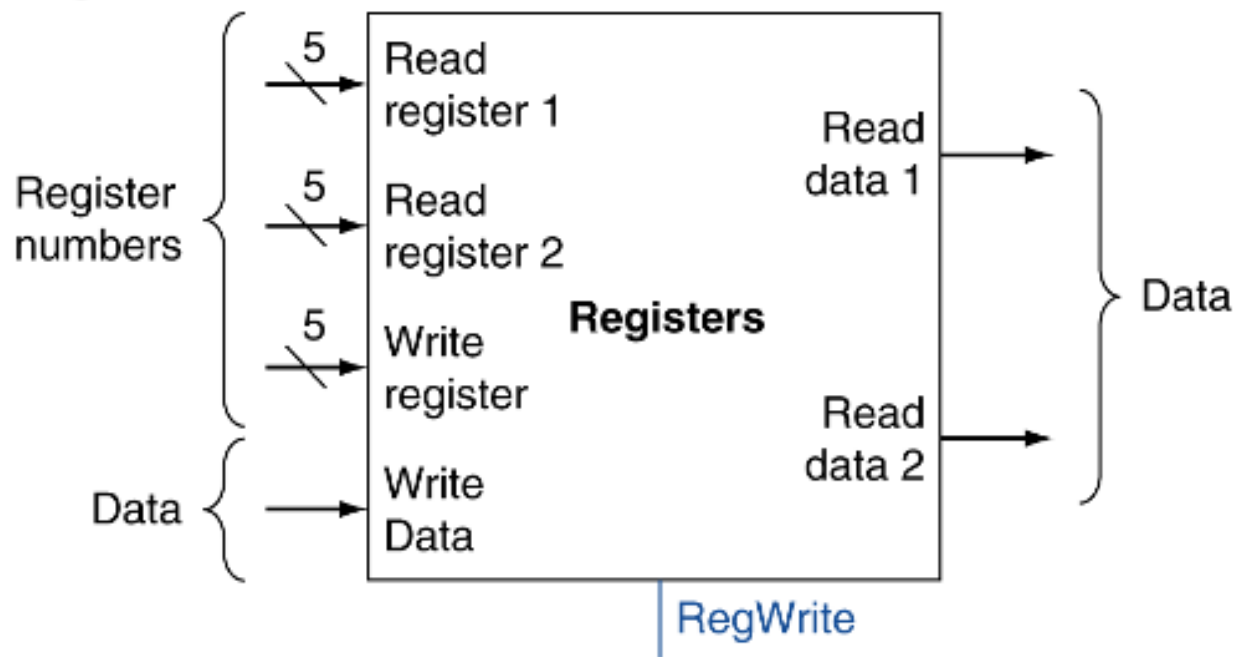 5
Read
register 1
5
Read
register 2
5
Write
register
Write
Data
Register
numbers
Data
Registers
Read
data 1
Read
data 2
Data
RegWrite